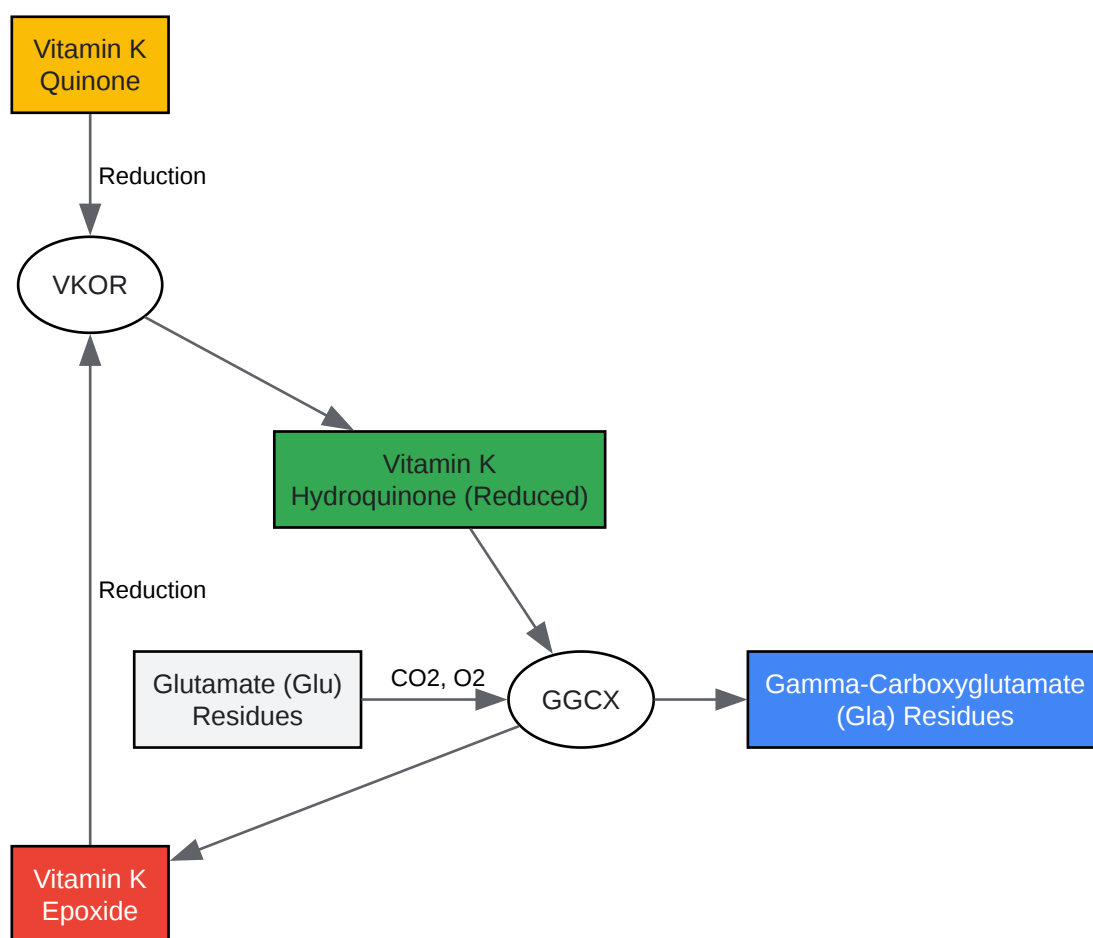 Vitamin K
Quinone
Reduction
VKOR
Vitamin K
Hydroquinone (Reduced)
Reduction
Glutamate (Glu)
Residues
CO2, O2
GGCX
Gamma-Carboxyglutamate
(Gla) Residues
Vitamin K
Epoxide